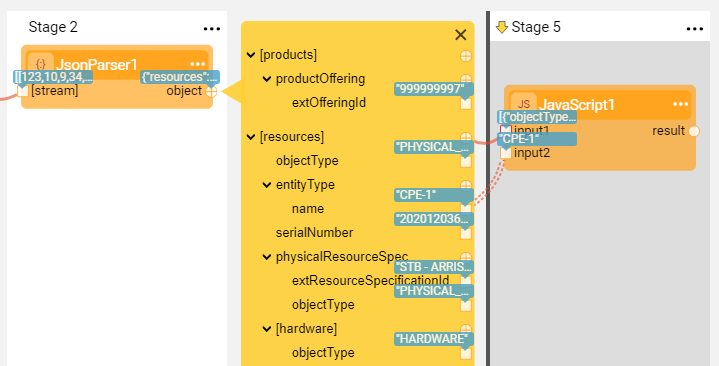 Stage 2
{:} JsonParser1
[[123,10,9,34,...
{"resources":...
[stream]
object
[products]
productOffering
"999999997"
extOfferingId
[resources]
"PHYSICAL_...
objectType
entityType
"CPE-1"
name
"202012036...
serialNumber
physicalResourceSpec
"STB - ARRIS...
extResourceSpecificationId
"PHYSICAL_...
objectType
[hardware]
"HARDWARE"
objectType
Stage 5
JS JavaScript1
[{"objectType...
input1
result
"CPE-1"
input2